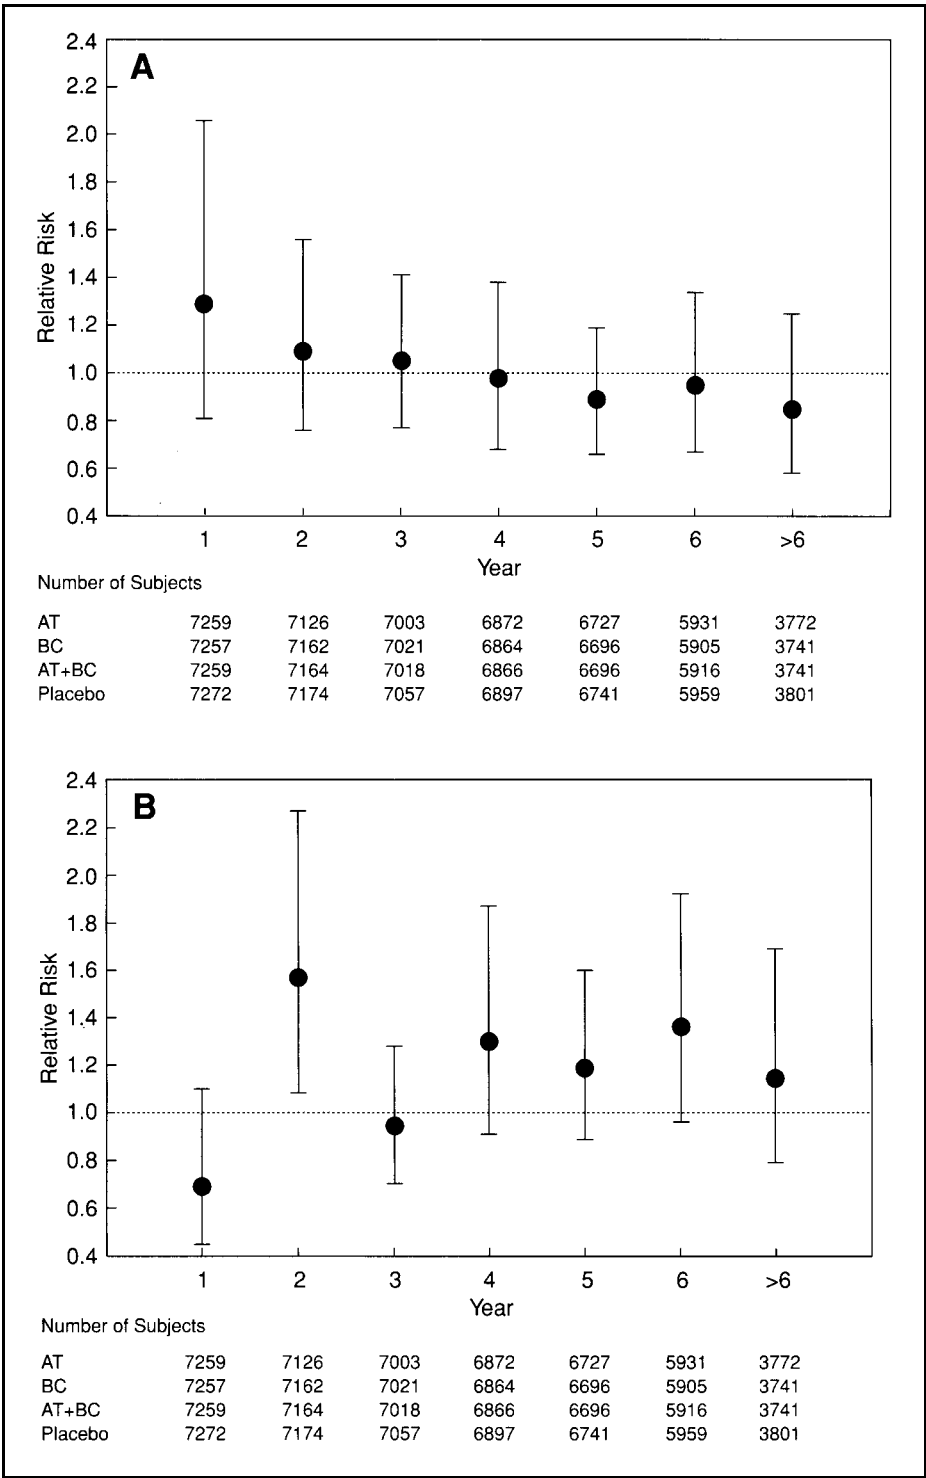 A
2.4
2.2
2.0
1.8
1.6
1.4
1.2
1.0
0.8
0.6
0.4
Relative Risk
1 2 3 4 5 6 >6
Year
Number of Subjects
AT 7259 7126 7003 6872 6727 5931 3772
BC 7257 7162 7021 6864 6696 5905 3741
AT+BC 7259 7164 7018 6866 6696 5916 3741
Placebo 7272 7174 7057 6897 6741 5959 3801
B
2.4
2.2
2.0
1.8
1.6
1.4
1.2
1.0
0.8
0.6
0.4
Relative Risk
1 2 3 4 5 6 >6
Year
Number of Subjects
AT 7259 7126 7003 6872 6727 5931 3772
BC 7257 7162 7021 6864 6696 5905 3741
AT+BC 7259 7164 7018 6866 6696 5916 3741
Placebo 7272 7174 7057 6897 6741 5959 3801